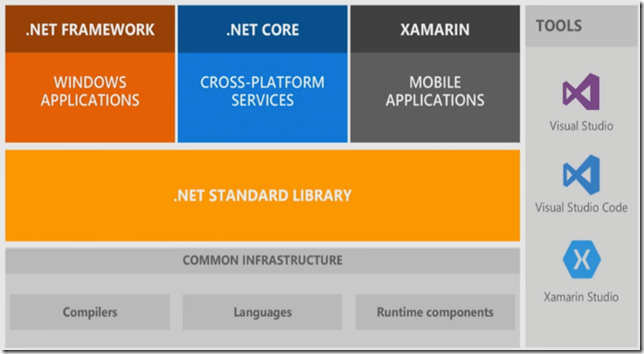 .NET FRAMEWORK
WINDOWS
APPLICATIONS
.NET CORE
CROSS-PLATFORM
SERVICES
XAMARIN
MOBILE
APPLICATIONS
.NET STANDARD LIBRARY
COMMON INFRASTRUCTURE
Compilers
Languages
Runtime components
TOOLS
Visual Studio
Visual Studio Code
Xamarin Studio